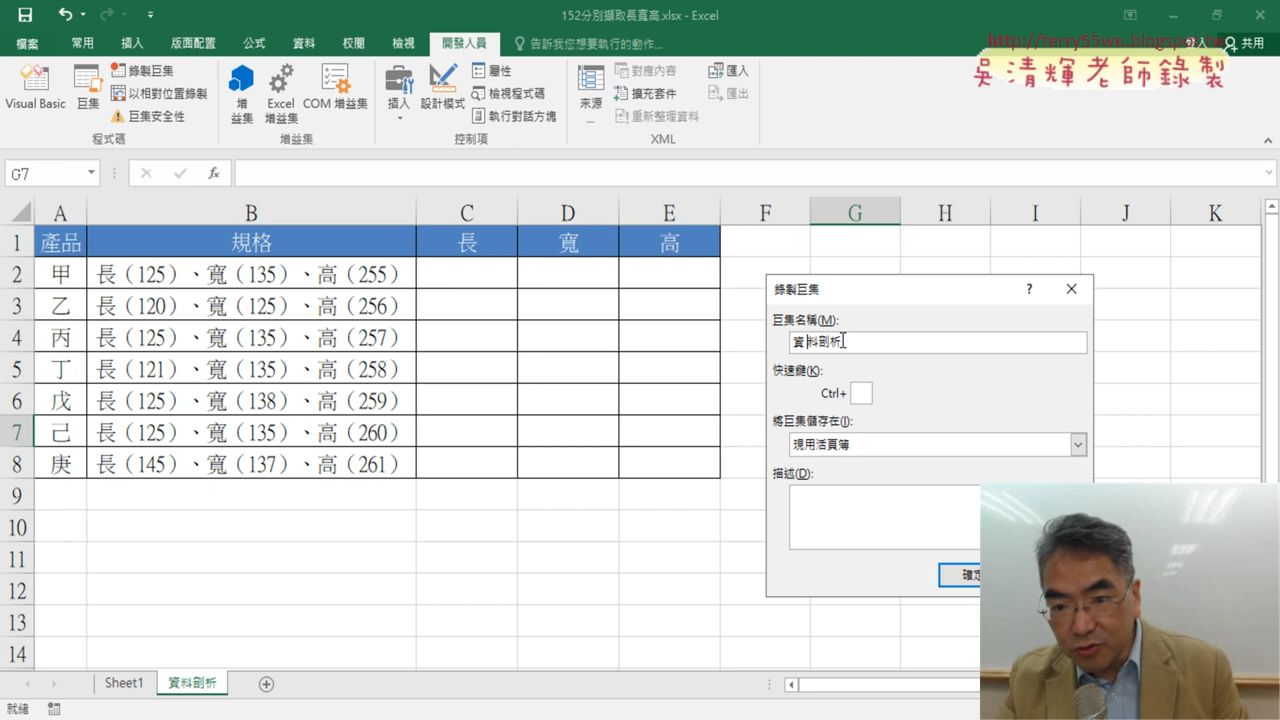 152分別擷取長寬高.xlsx - Excel
檔案 常用 插入 版面配置 公式 資料 校閱 檢視 開發人員 告訴我您想要執行的動作... 登入 共用
http://terry55wu.blogspot.tw
吳清輝老師錄製
Visual Basic 巨集 錄製巨集 以相對位置錄製 巨集安全性
增益集 Excel 增益集 COM 增益集
插入 設計模式 屬性 檢視程式碼 執行對話方塊
來源... 對應內容 擴充套件 重新整理資料 匯入 匯出
程式碼 增益集 控制項 XML
G7 fx
A B C D E F G H I J K
1 產品 規格 長 寬 高
2 甲 長（125）、寬（135）、高（255）
3 乙 長（120）、寬（125）、高（256）
4 丙 長（125）、寬（135）、高（257）
5 丁 長（121）、寬（135）、高（258）
6 戊 長（125）、寬（138）、高（259）
7 己 長（125）、寬（135）、高（260）
8 庚 長（145）、寬（137）、高（261）
9
10
11
12
13
14
錄製巨集 ?
巨集名稱(M):
資料剖析
快速鍵(K):
Ctrl+
將巨集儲存在(I):
現用活頁簿
描述(D):
確定
Sheet1 資料剖析
就緒